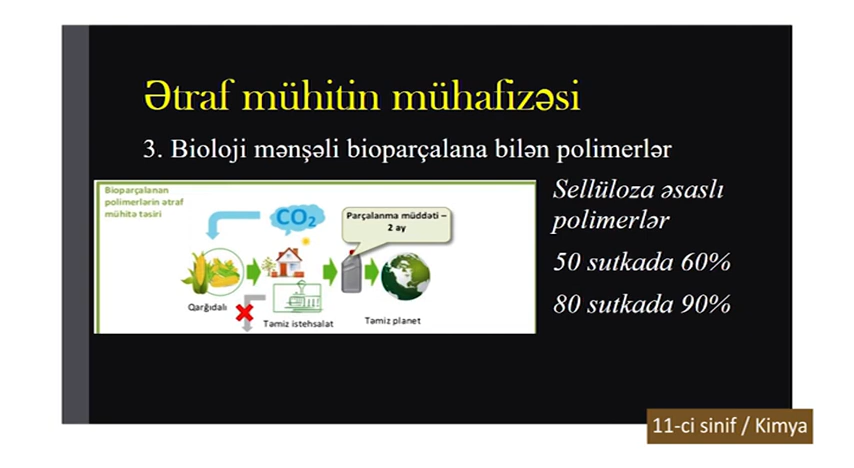 Ətraf mühitin mühafizəsi
3. Bioloji mənşəli bioparçalana bilən polimerlər
Bioparçalanan
polimerlərin ətraf
mühitə təsiri
CO₂
Parçalanma müddəti –
2 ay
Qarğıdalı
Təmiz istehsalat
Təmiz planet
Sellüloza əsaslı
polimerlər
50 sutkada 60%
80 sutkada 90%
11-ci sinif / Kimya